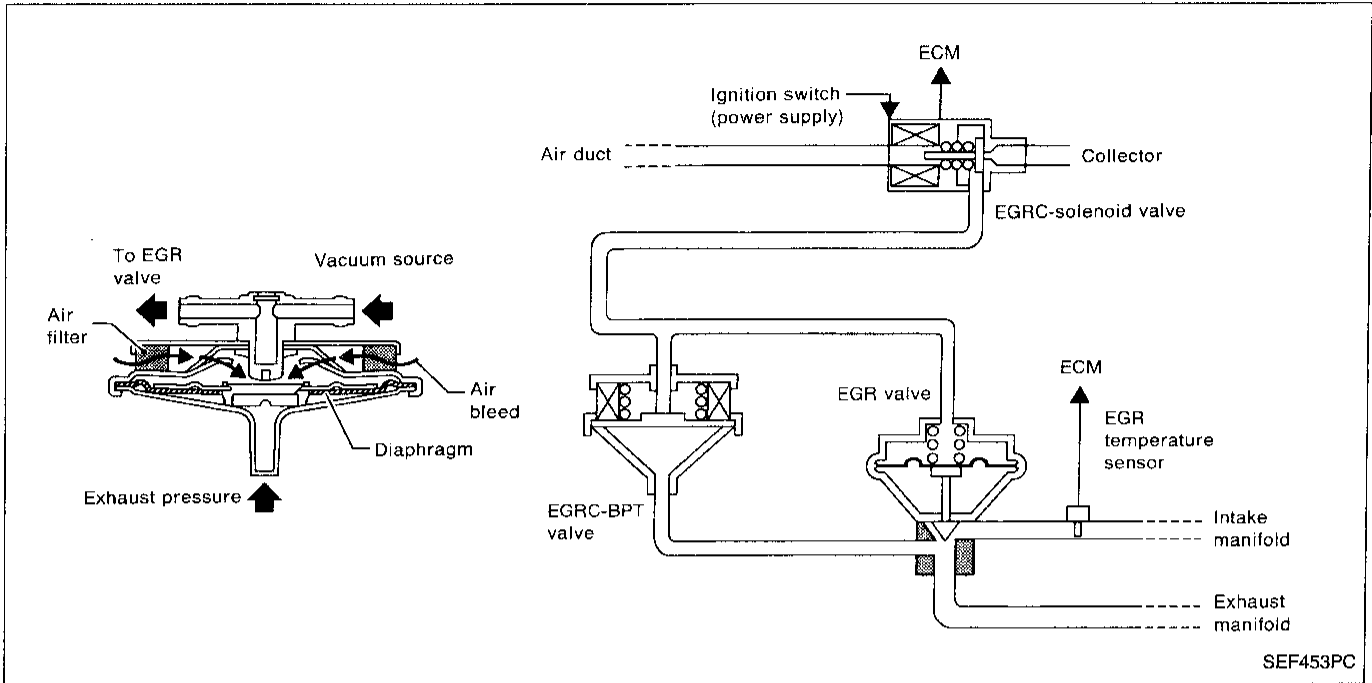 ECM
Ignition switch
(power supply)
Air duct
Collector
EGRC-solenoid valve
To EGR
valve
Vacuum source
Air
filter
Air
bleed
Diaphragm
Exhaust pressure
EGRC-BPT
valve
EGR valve
ECM
EGR
temperature
sensor
Intake
manifold
Exhaust
manifold
SEF453PC